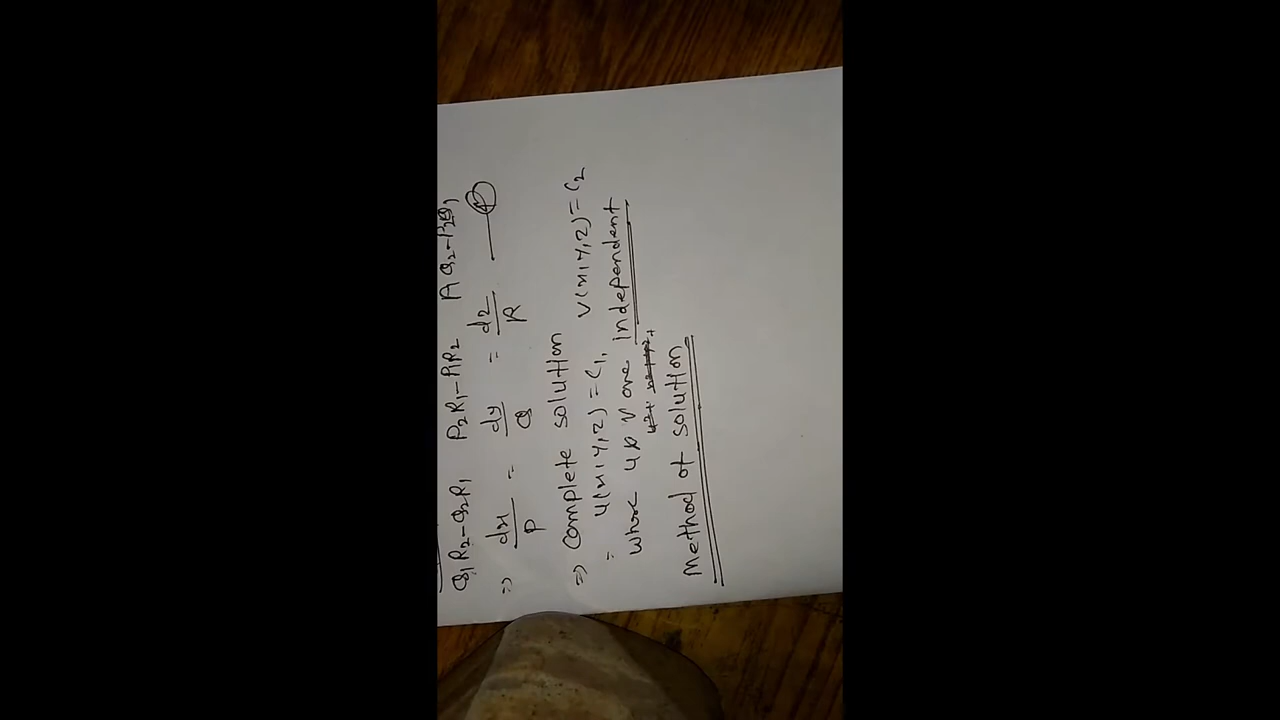 Q₁R₂-Q₂R₁ P₂R₁-P₁R₂ P₁Q₂-P₂Q₁
⇒ dx/P = dy/Q = dz/R
⇒ Complete solution
= u(x,y,z) = C₁, v(x,y,z) = C₂
where u & v are independent
Method of solution